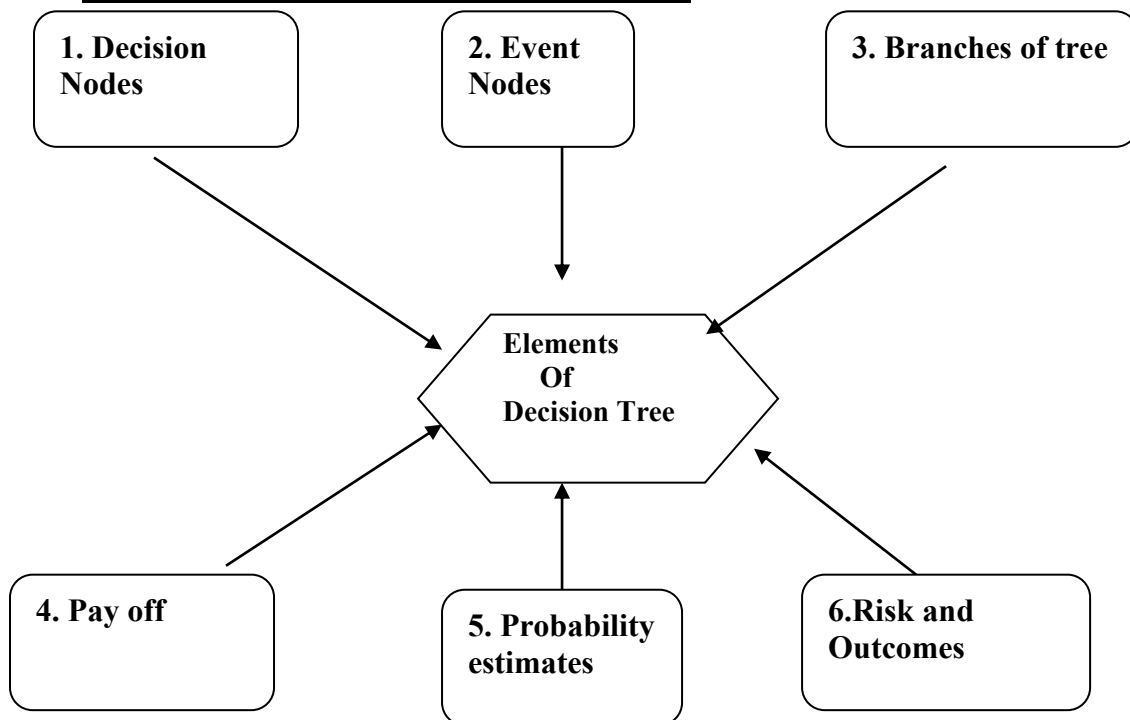 1. Decision
Nodes
2. Event
Nodes
3. Branches of tree
Elements
Of
Decision Tree
4. Pay off
5. Probability
estimates
6.Risk and
Outcomes